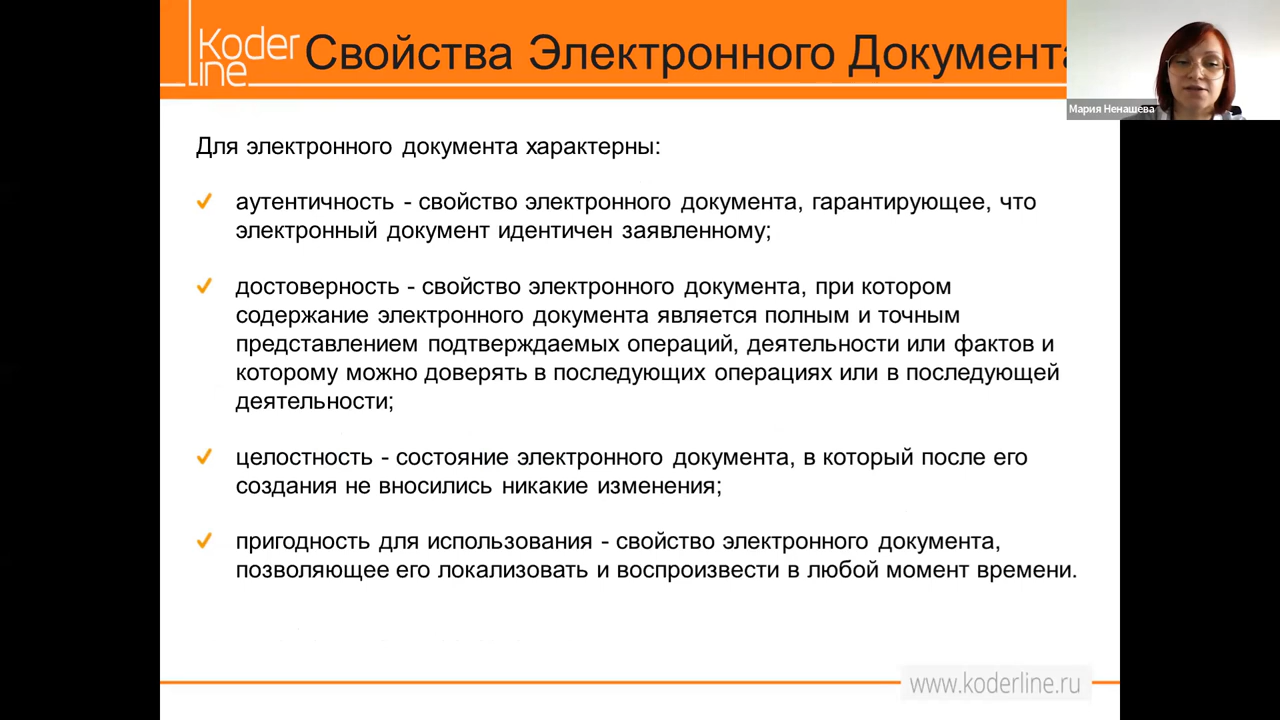 Koder
line
Свойства Электронного Документа
Мария Ненашева
Для электронного документа характерны:
аутентичность - свойство электронного документа, гарантирующее, что
электронный документ идентичен заявленному;
достоверность - свойство электронного документа, при котором
содержание электронного документа является полным и точным
представлением подтверждаемых операций, деятельности или фактов и
которому можно доверять в последующих операциях или в последующей
деятельности;
целостность - состояние электронного документа, в который после его
создания не вносились никакие изменения;
пригодность для использования - свойство электронного документа,
позволяющее его локализовать и воспроизвести в любой момент времени.
www.koderline.ru